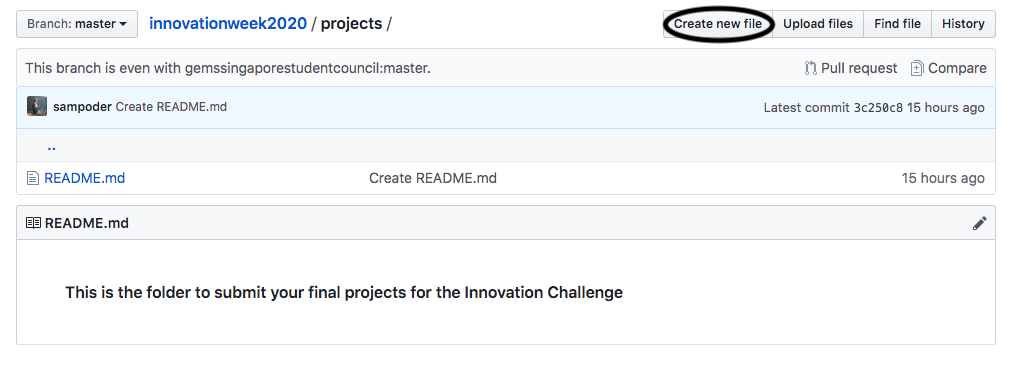 Branch: master innovationweek2020 / projects / Create new file Upload files Find file History
This branch is even with gemssingaporestudentcouncil:master. Pull request Compare
sampoder Create README.md Latest commit 3c250c8 15 hours ago
..
README.md Create README.md 15 hours ago
README.md
This is the folder to submit your final projects for the Innovation Challenge